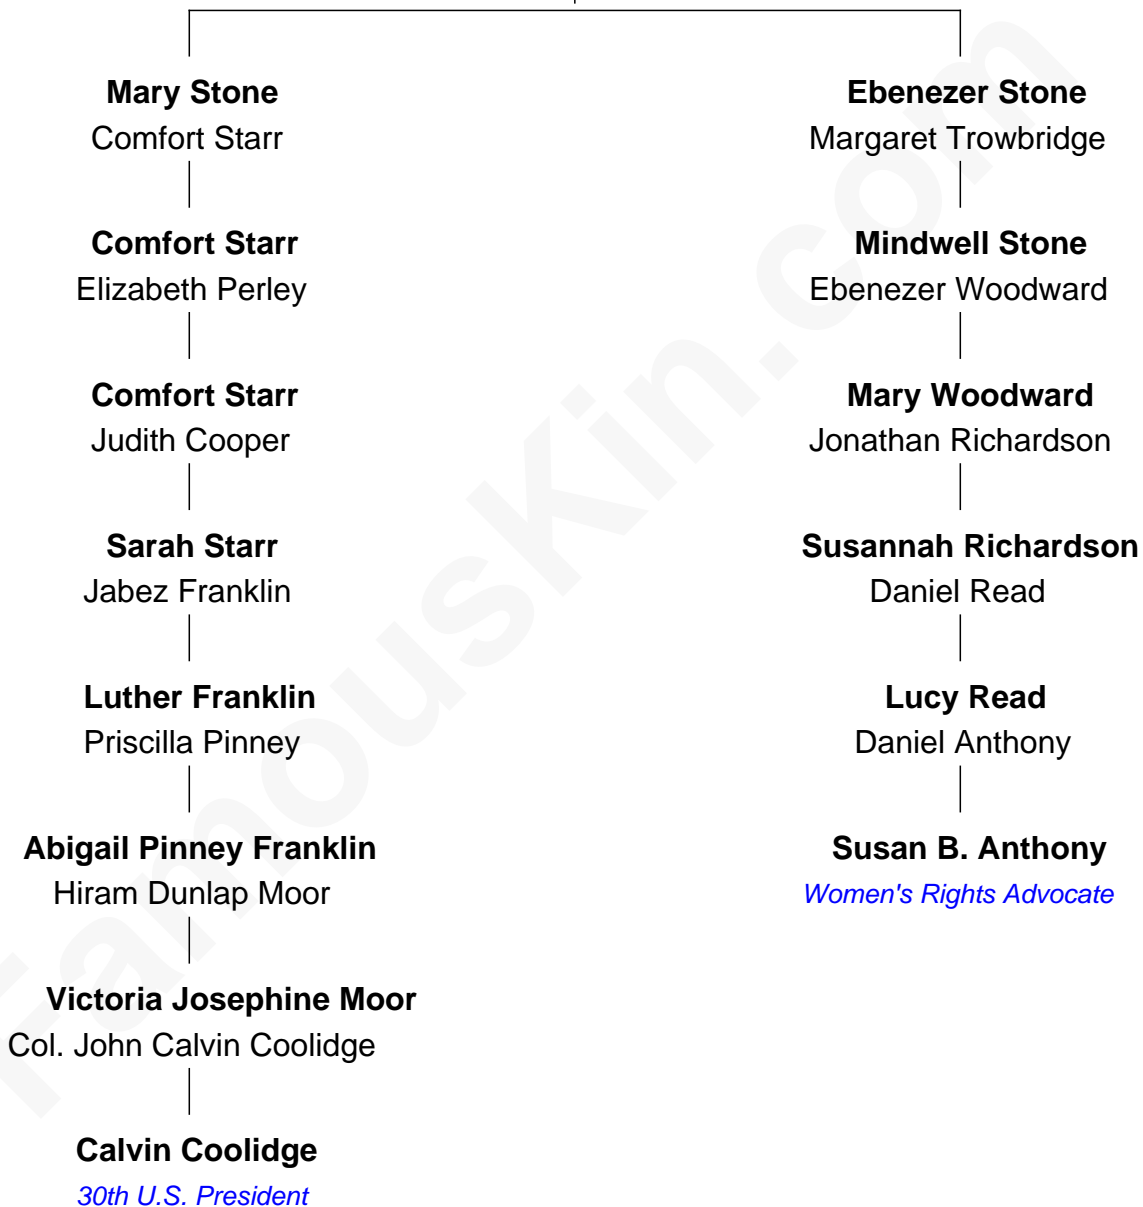 Mary Stone
Comfort Starr
Comfort Starr
Elizabeth Perley
Comfort Starr
Judith Cooper
Sarah Starr
Jabez Franklin
Luther Franklin
Priscilla Pinney
Abigail Pinney Franklin
Hiram Dunlap Moor
Victoria Josephine Moor
Col. John Calvin Coolidge
Calvin Coolidge
30th U.S. President
Ebenezer Stone
Margaret Trowbridge
Mindwell Stone
Ebenezer Woodward
Mary Woodward
Jonathan Richardson
Susannah Richardson
Daniel Read
Lucy Read
Daniel Anthony
Susan B. Anthony
Women's Rights Advocate
FamousKin.com